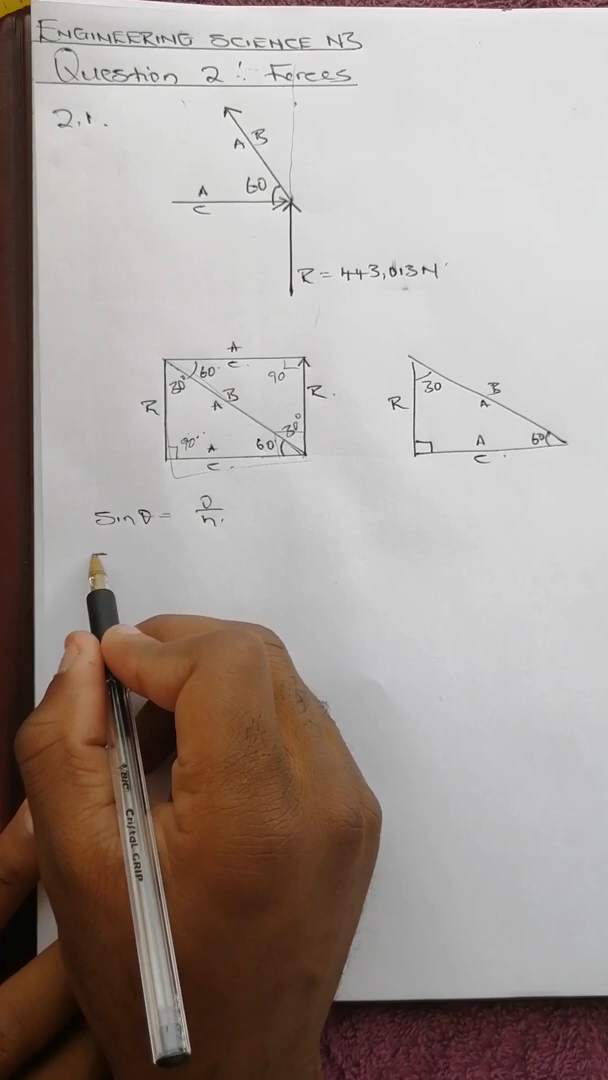 ENGINEERING SCIENCE N3
Question 2: Forces
2.1.
A B
60
A
C
R = 443,013N
A
C.
30° 60 90
R A B R.
90° A 60 30°
C.
30 B
R A
A 60
C.
Sin θ = O
h.
BIC Cristal GRIP